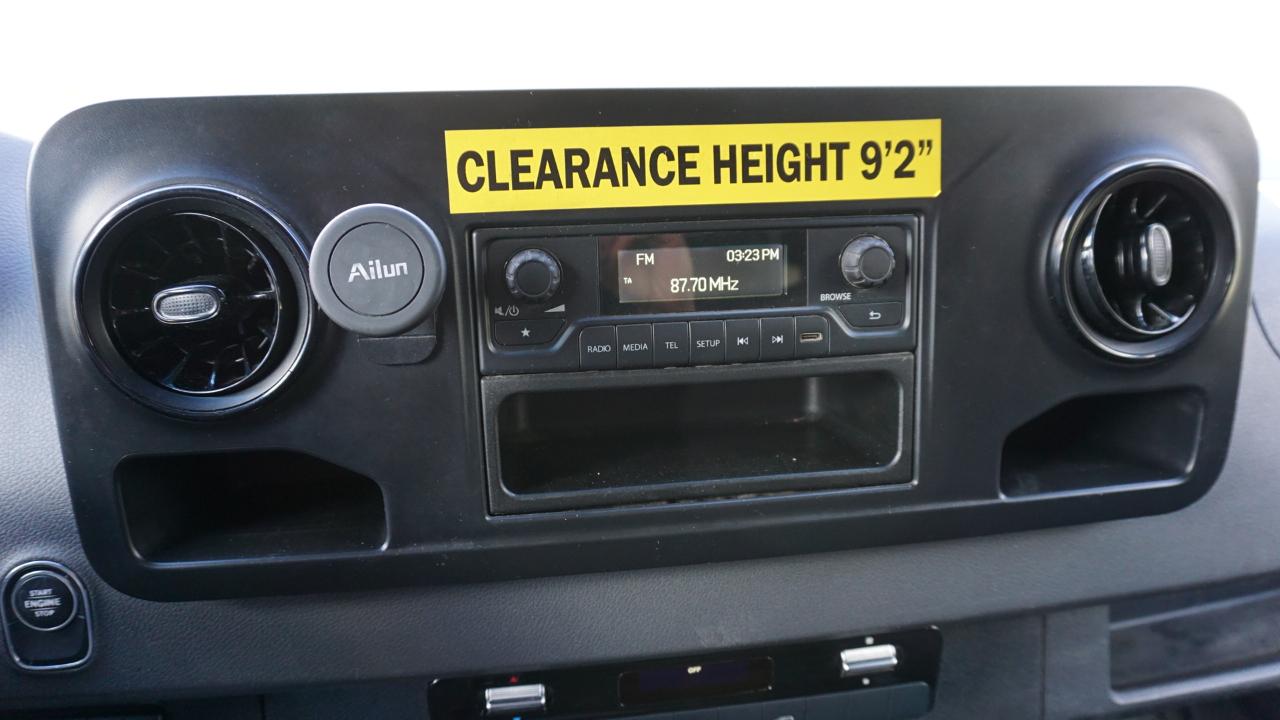 CLEARANCE HEIGHT 9'2”
Ailun
FM 03:23 PM
TA 87.70 MHz
BROWSE
RADIO MEDIA TEL SETUP
START
ENGINE
STOP
OFF